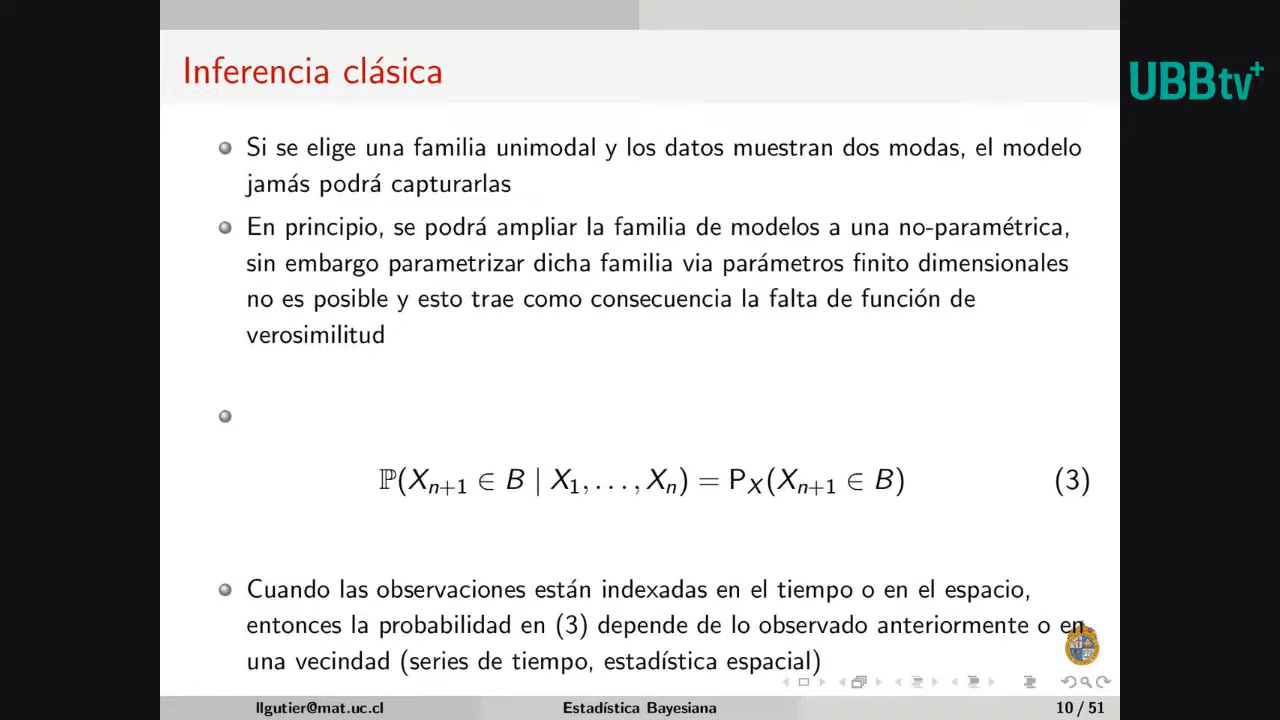 Inferencia clásica
UBBtv+
Si se elige una familia unimodal y los datos muestran dos modas, el modelo
jamás podrá capturarlas
En principio, se podrá ampliar la familia de modelos a una no-paramétrica,
sin embargo parametrizar dicha familia via parámetros finito dimensionales
no es posible y esto trae como consecuencia la falta de función de
verosimilitud
ℙ(Xₙ₊₁ ∈ B | X₁, . . . , Xₙ) = P_X(Xₙ₊₁ ∈ B) (3)
Cuando las observaciones están indexadas en el tiempo o en el espacio,
entonces la probabilidad en (3) depende de lo observado anteriormente o en
una vecindad (series de tiempo, estadística espacial)
llgutier@mat.uc.cl Estadística Bayesiana 10 / 51